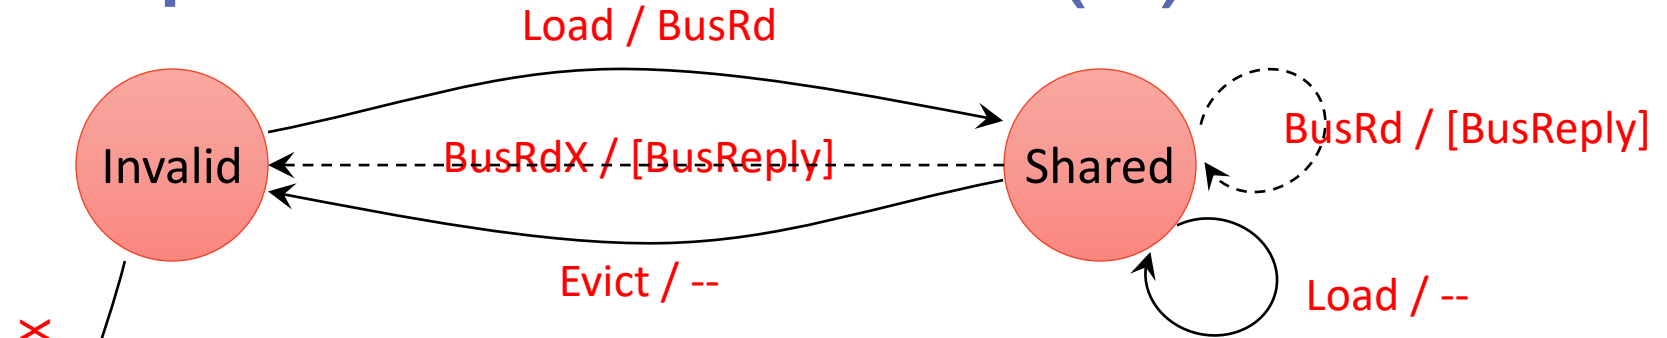 Load / BusRd
BusRd / [BusReply]
BusRdX / [BusReply]
Invalid
Shared
Evict / --
Load / --
X